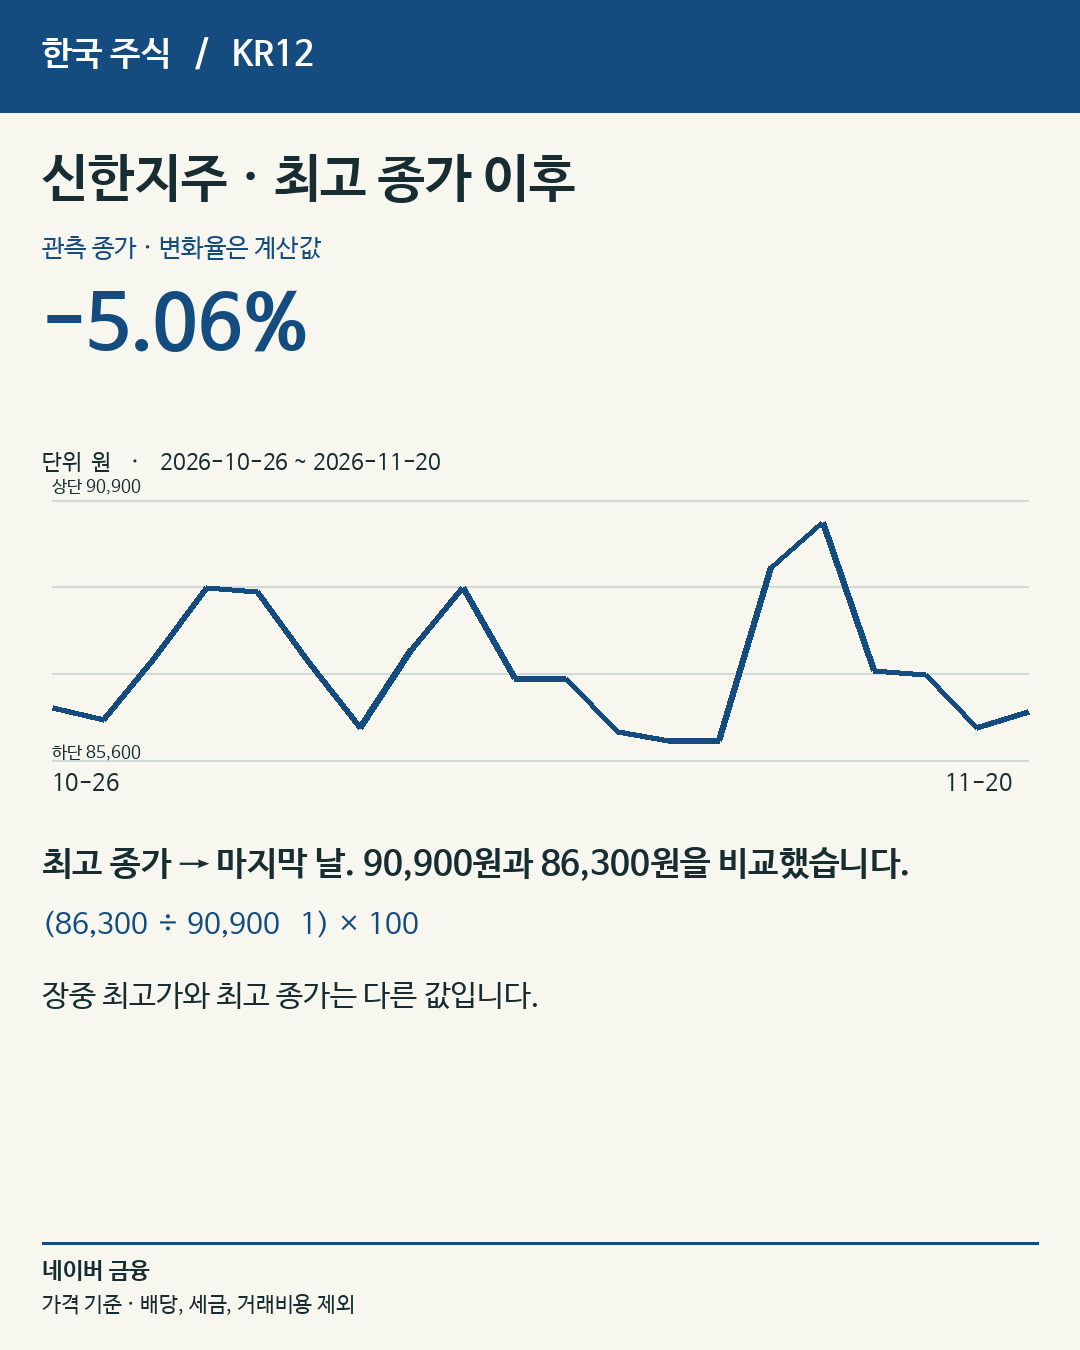 한국 주식 / KR12
신한지주 · 최고 종가 이후
관측 종가 · 변화율은 계산값
-5.06%
단위 원 · 2026-10-26 ~ 2026-11-20
상단 90,900
하단 85,600
10-26 11-20
최고 종가 → 마지막 날. 90,900원과 86,300원을 비교했습니다.
(86,300 ÷ 90,900 1) × 100
장중 최고가와 최고 종가는 다른 값입니다.
네이버 금융
가격 기준 · 배당, 세금, 거래비용 제외